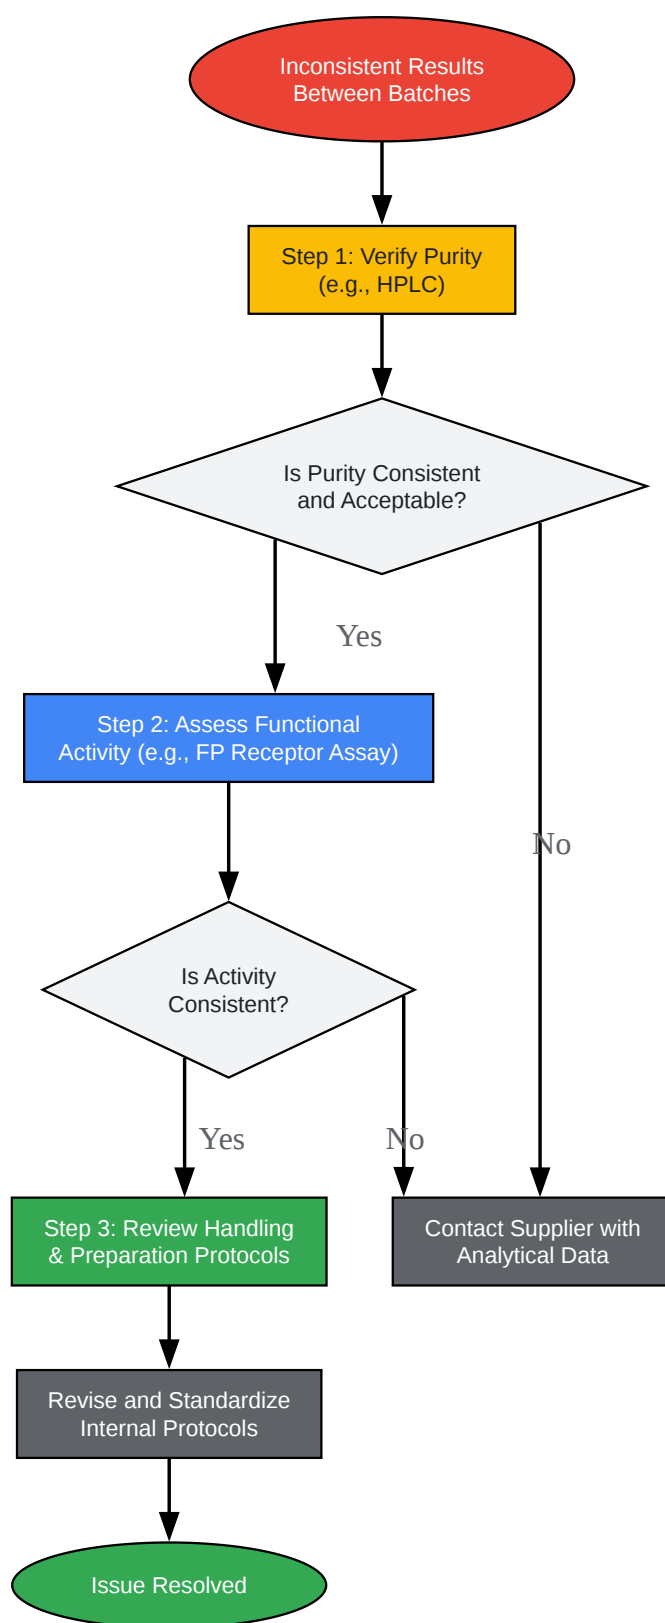 Inconsistent Results
Between Batches
Step 1: Verify Purity
(e.g., HPLC)
Is Purity Consistent
and Acceptable?
Yes
Step 2: Assess Functional
Activity (e.g., FP Receptor Assay)
No
Is Activity
Consistent?
Yes
No
Step 3: Review Handling
& Preparation Protocols
Contact Supplier with
Analytical Data
Revise and Standardize
Internal Protocols
Issue Resolved